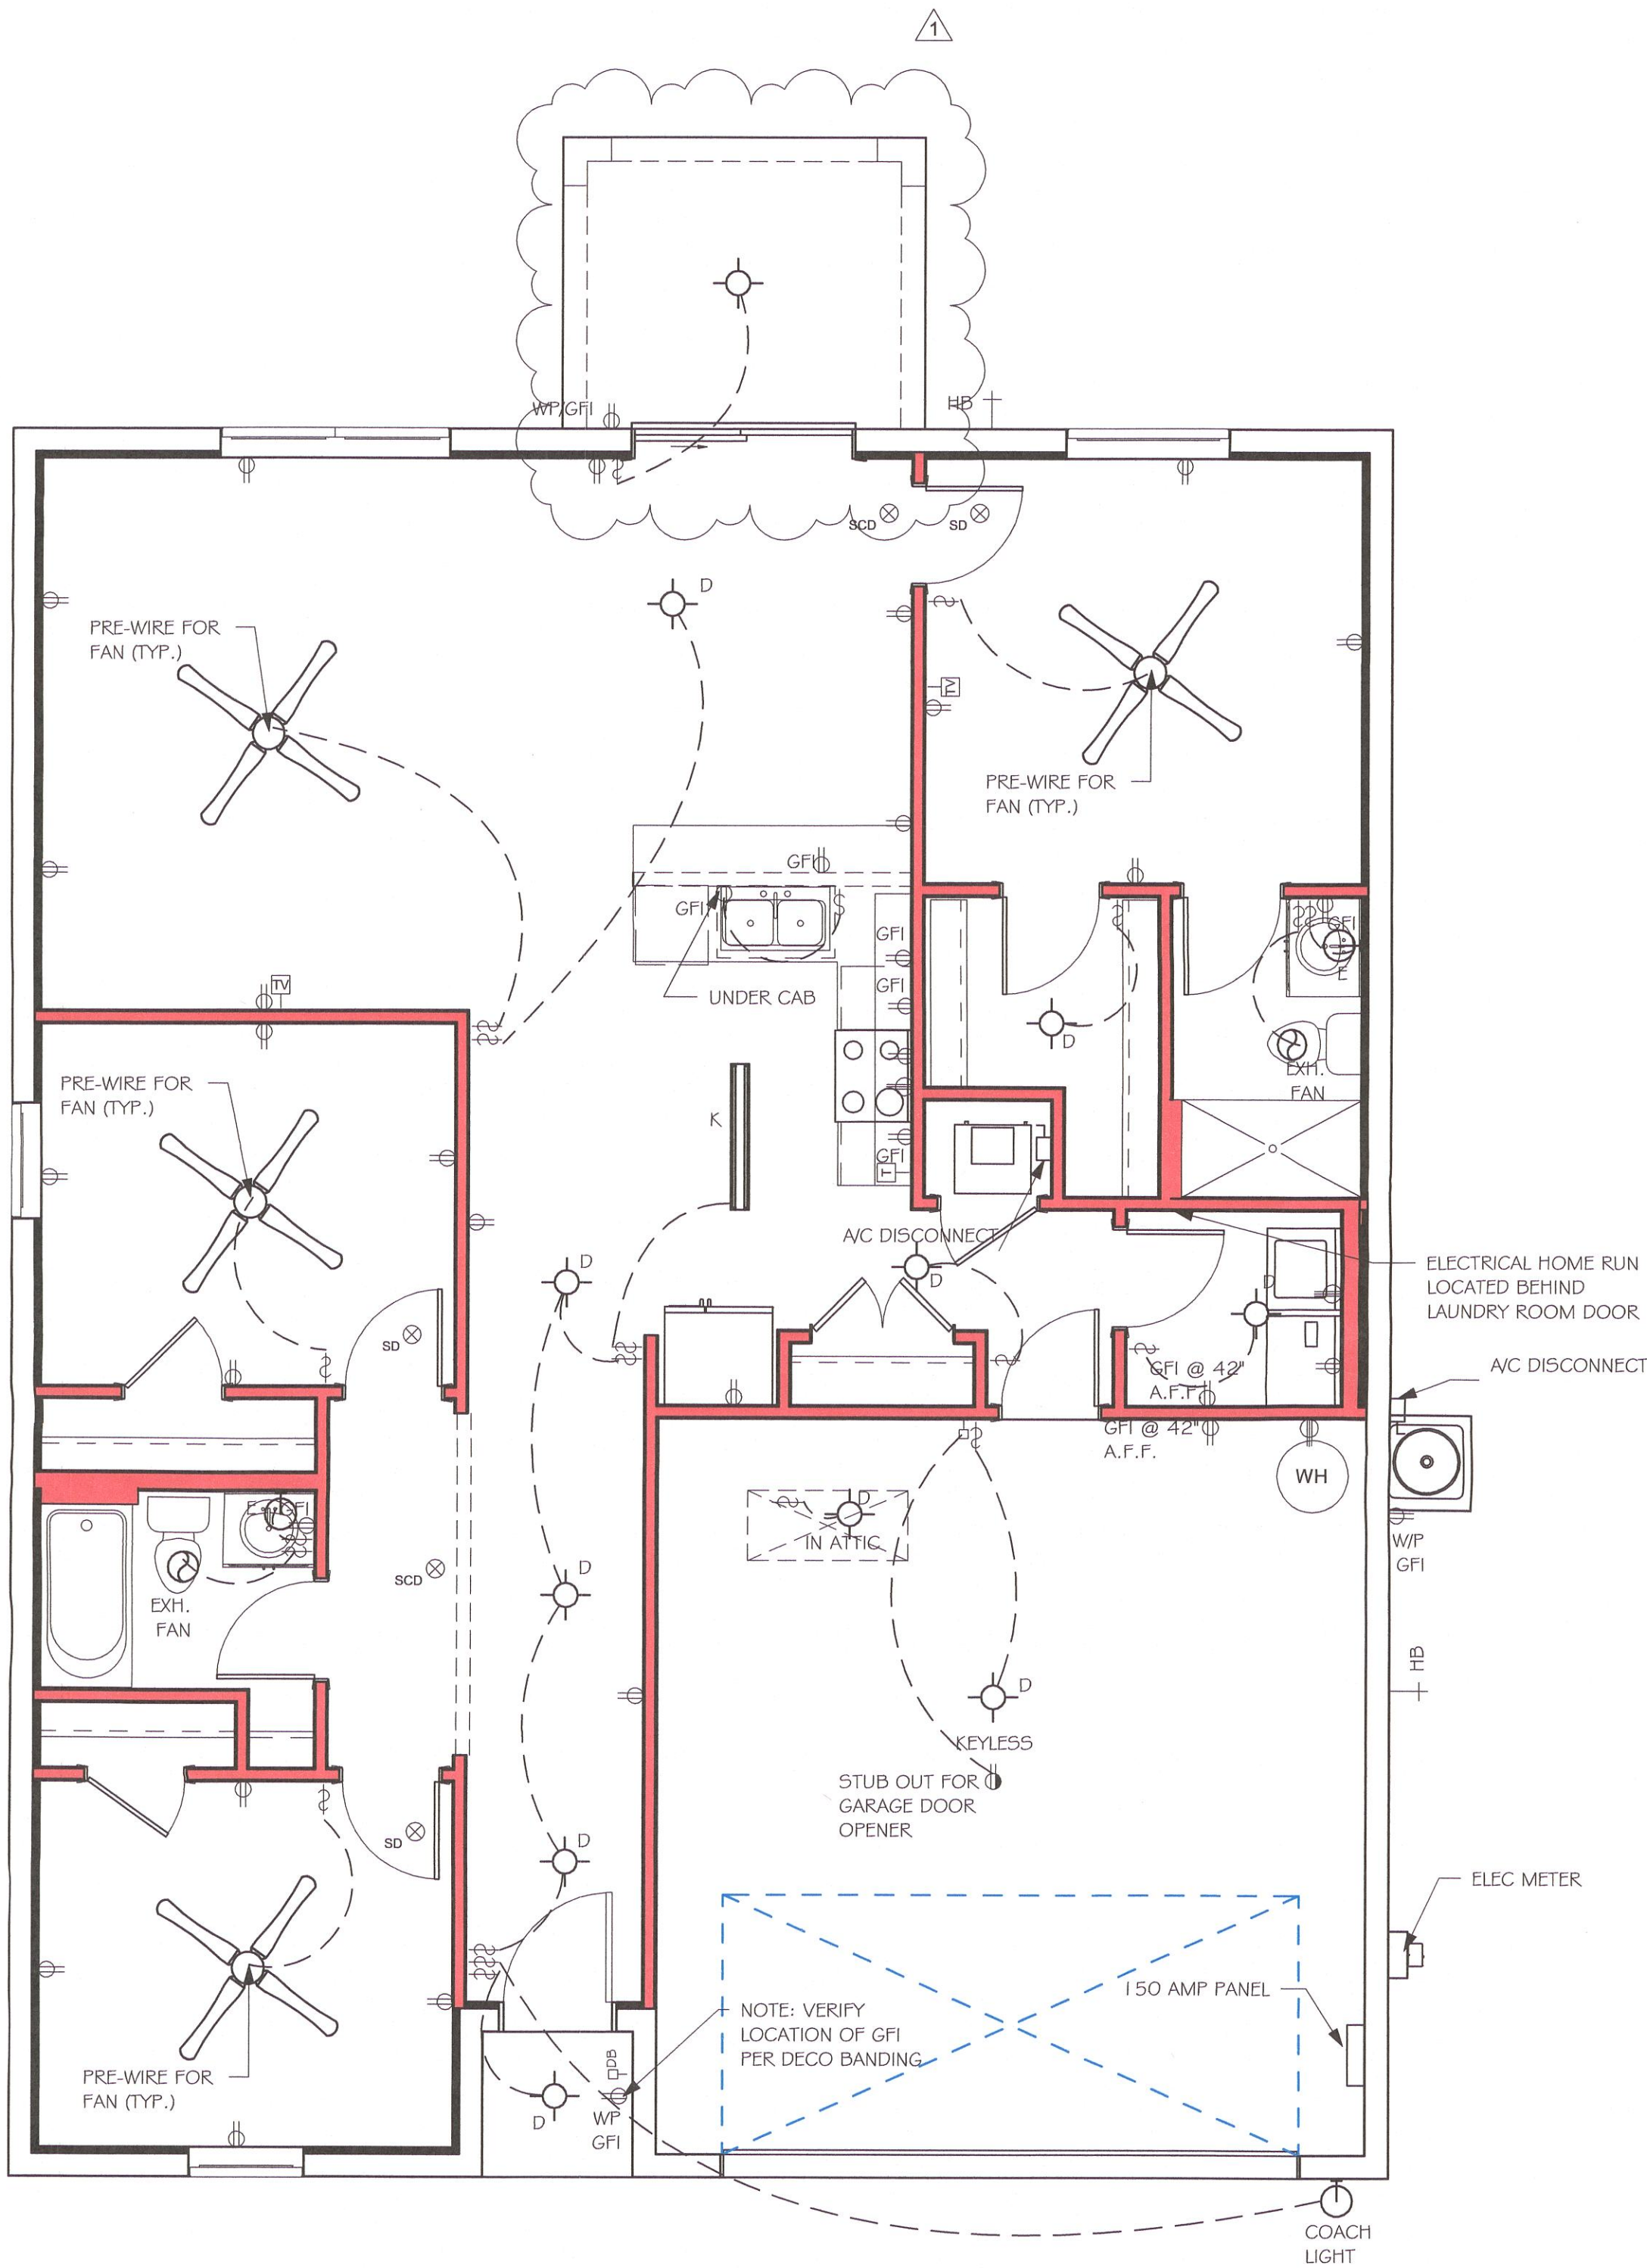 1
WP/GFI
HB
SCD
SD
D
PRE-WIRE FOR
FAN (TYP.)
TV
PRE-WIRE FOR
FAN (TYP.)
GFI
GFI
GFI
GFI
E
UNDER CAB
GFI
TV
D
EXH.
FAN
PRE-WIRE FOR
FAN (TYP.)
K
GFI
T
A/C DISCONNECT
D
D
D
ELECTRICAL HOME RUN
LOCATED BEHIND
LAUNDRY ROOM DOOR
SD
GFI @ 42"
A.F.F.
A/C DISCONNECT
GFI @ 42"
A.F.F.
WH
E
GFI
D
IN ATTIC
W/P
GFI
SCD
D
EXH.
FAN
HB
D
KEYLESS
STUB OUT FOR
GARAGE DOOR
OPENER
SD
D
ELEC METER
150 AMP PANEL
NOTE: VERIFY
LOCATION OF GFI
PER DECO BANDING
DB
PRE-WIRE FOR
FAN (TYP.)
D
WP
GFI
COACH
LIGHT